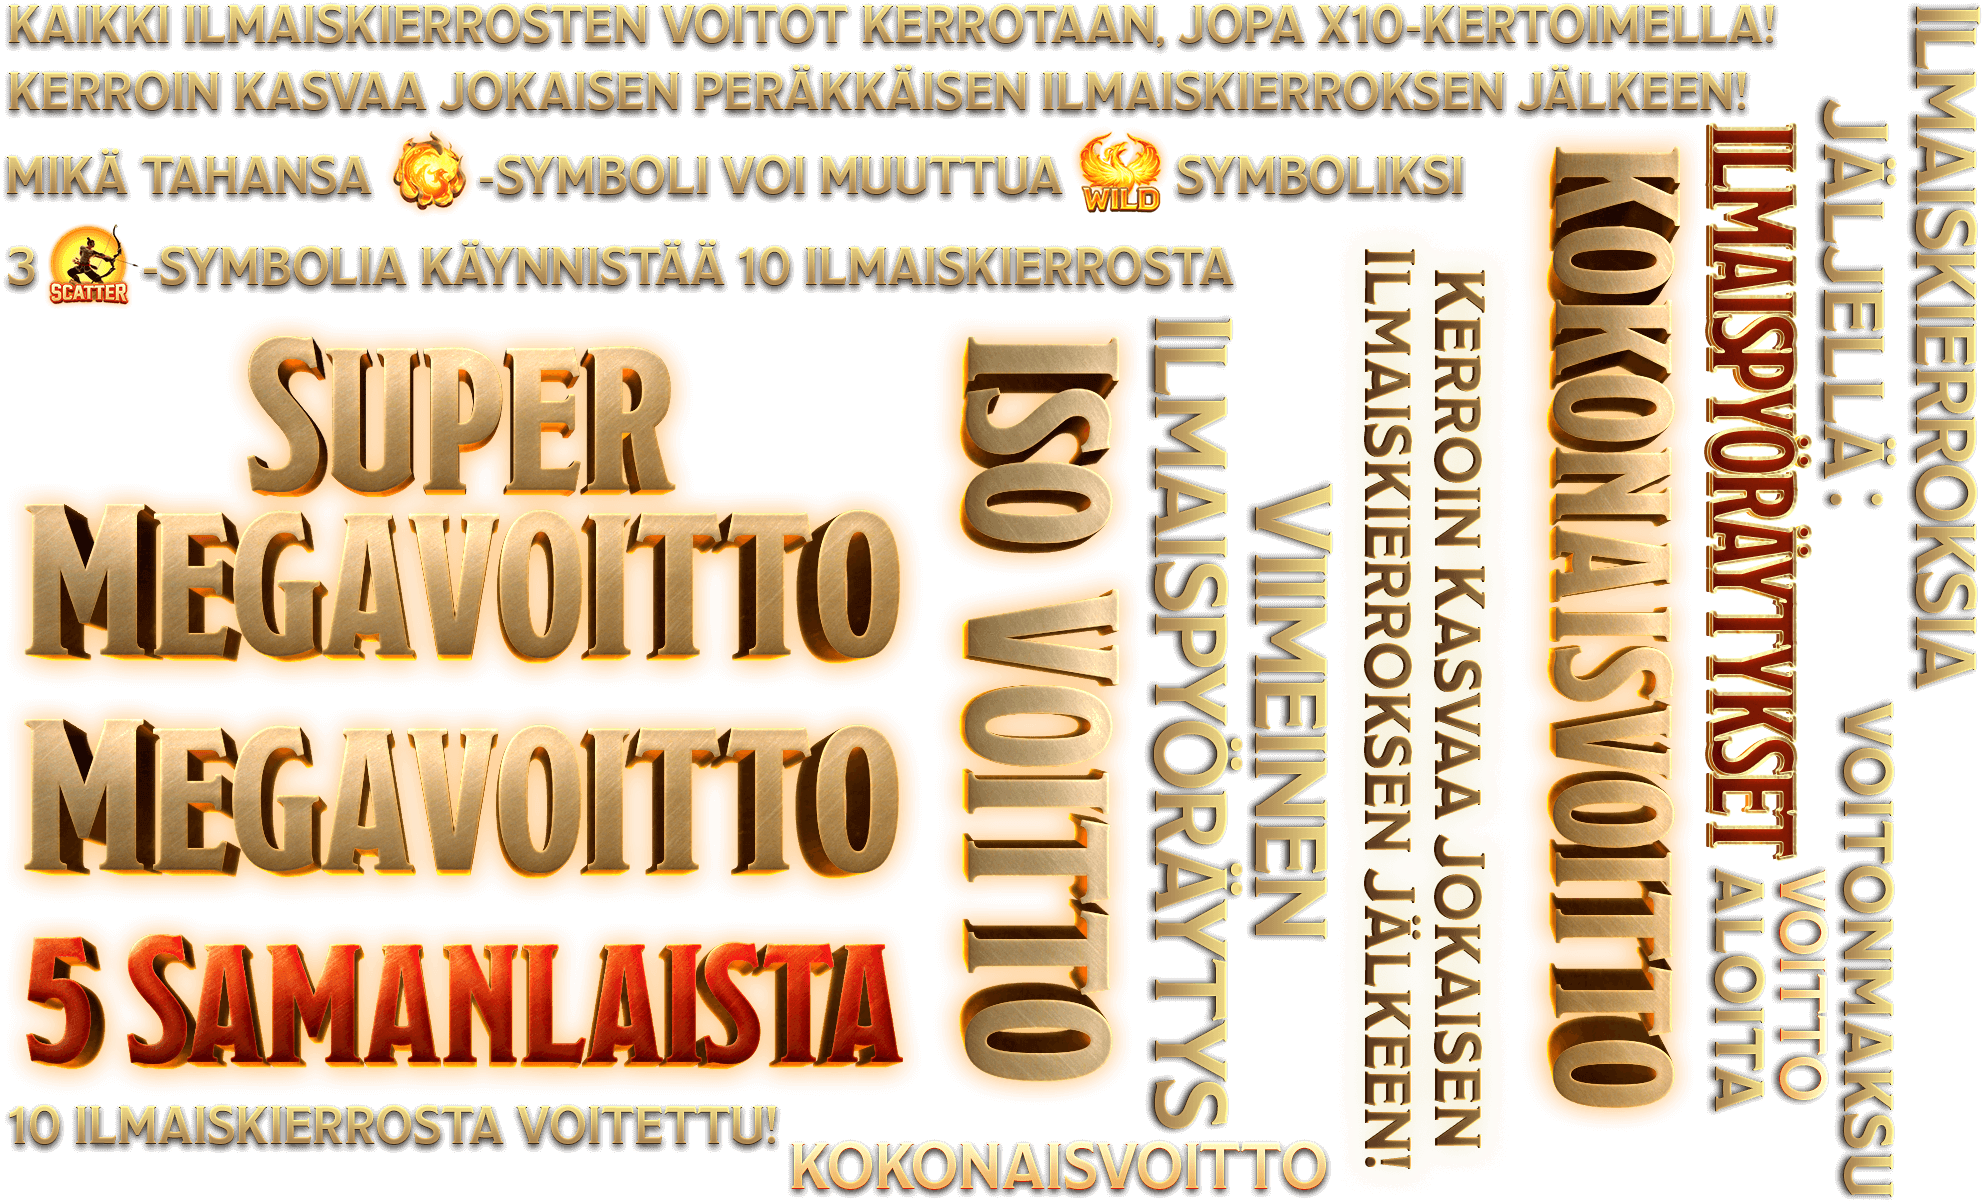 KAIKKI ILMAISKIERROSTEN VOITOT KERROTAAN, JOPA X10-KERTOIMELLA!
KERROIN KASVAA JOKAISEN PERÄKKÄISEN ILMAISKIERROKSEN JÄLKEEN!
MIKÄ TAHANSA -SYMBOLI VOI MUUTTUA WILD SYMBOLIKSI
3 SCATTER -SYMBOLIA KÄYNNISTÄÄ 10 ILMAISKIERROSTA
SUPER
MEGAVOITTO
MEGAVOITTO
5 SAMANLAISTA
10 ILMAISKIERROSTA VOITETTU!
KOKONAISVOITTO
ISO VOITTO
VIIMEINEN
ILMAISPYÖRÄYTYS
KERROIN KASVAA JOKAISEN
ILMAISKIERROKSEN JÄLKEEN!
KOKONAISVOITTO
ILMAISPYÖRÄYTYKSET
VOITTO
ALOITA
ILMAISKIERROKSIA
JÄLJELLÄ:
VOITONMAKSU